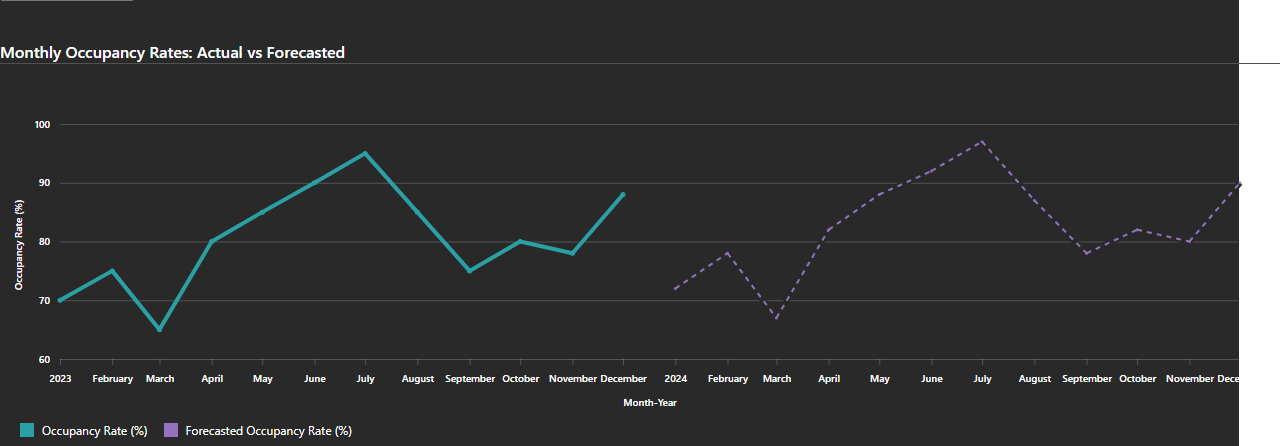 Monthly Occupancy Rates: Actual vs Forecasted
100
90
80
70
60
Occupancy Rate (%)
2023 February March April May June July August September October November December 2024 February March April May June July August September October November Dece
Month-Year
Occupancy Rate (%) Forecasted Occupancy Rate (%)